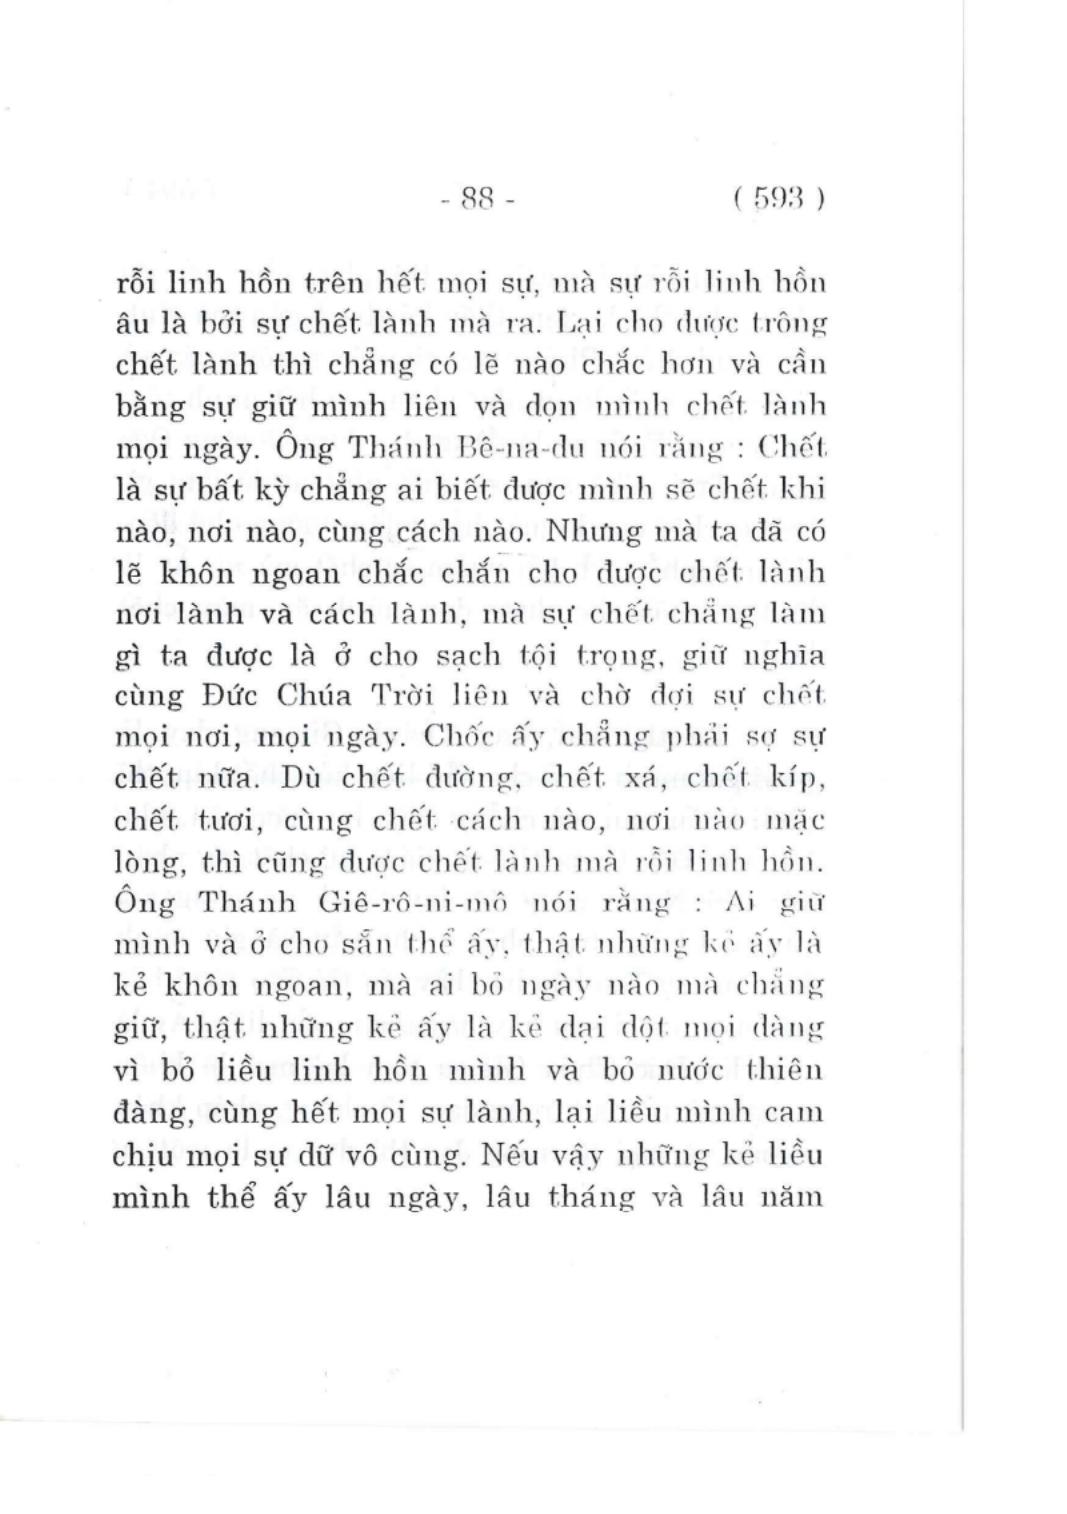 - 88 - ( 593 )
rỗi linh hồn trên hết mọi sự, mà sự rỗi linh hồn
âu là bởi sự chết lành mà ra. Lại cho được trông
chết lành thì chẳng có lẽ nào chắc hơn và cần
bằng sự giữ mình liên và dọn mình chết lành
mọi ngày. Ông Thánh Bê-na-du nói rằng : Chết
là sự bất kỳ chẳng ai biết được mình sẽ chết khi
nào, nơi nào, cùng cách nào. Nhưng mà ta đã có
lẽ khôn ngoan chắc chắn cho được chết lành
nơi lành và cách lành, mà sự chết chẳng làm
gì ta được là ở cho sạch tội trọng, giữ nghĩa
cùng Đức Chúa Trời liên và chờ đợi sự chết
mọi nơi, mọi ngày. Chốc ấy chẳng phải sợ sự
chết nữa. Dù chết đường, chết xá, chết kíp,
chết tươi, cùng chết cách nào, nơi nào mặc
lòng, thì cũng được chết lành mà rỗi linh hồn.
Ông Thánh Giê-rô-ni-mô nói rằng : Ai giữ
mình và ở cho sẵn thể ấy, thật những kẻ ấy là
kẻ khôn ngoan, mà ai bỏ ngày nào mà chẳng
giữ, thật những kẻ ấy là kẻ dại dột mọi đàng
vì bỏ liều linh hồn mình và bỏ nước thiên
đàng, cùng hết mọi sự lành, lại liều mình cam
chịu mọi sự dữ vô cùng. Nếu vậy những kẻ liều
mình thể ấy lâu ngày, lâu tháng và lâu năm